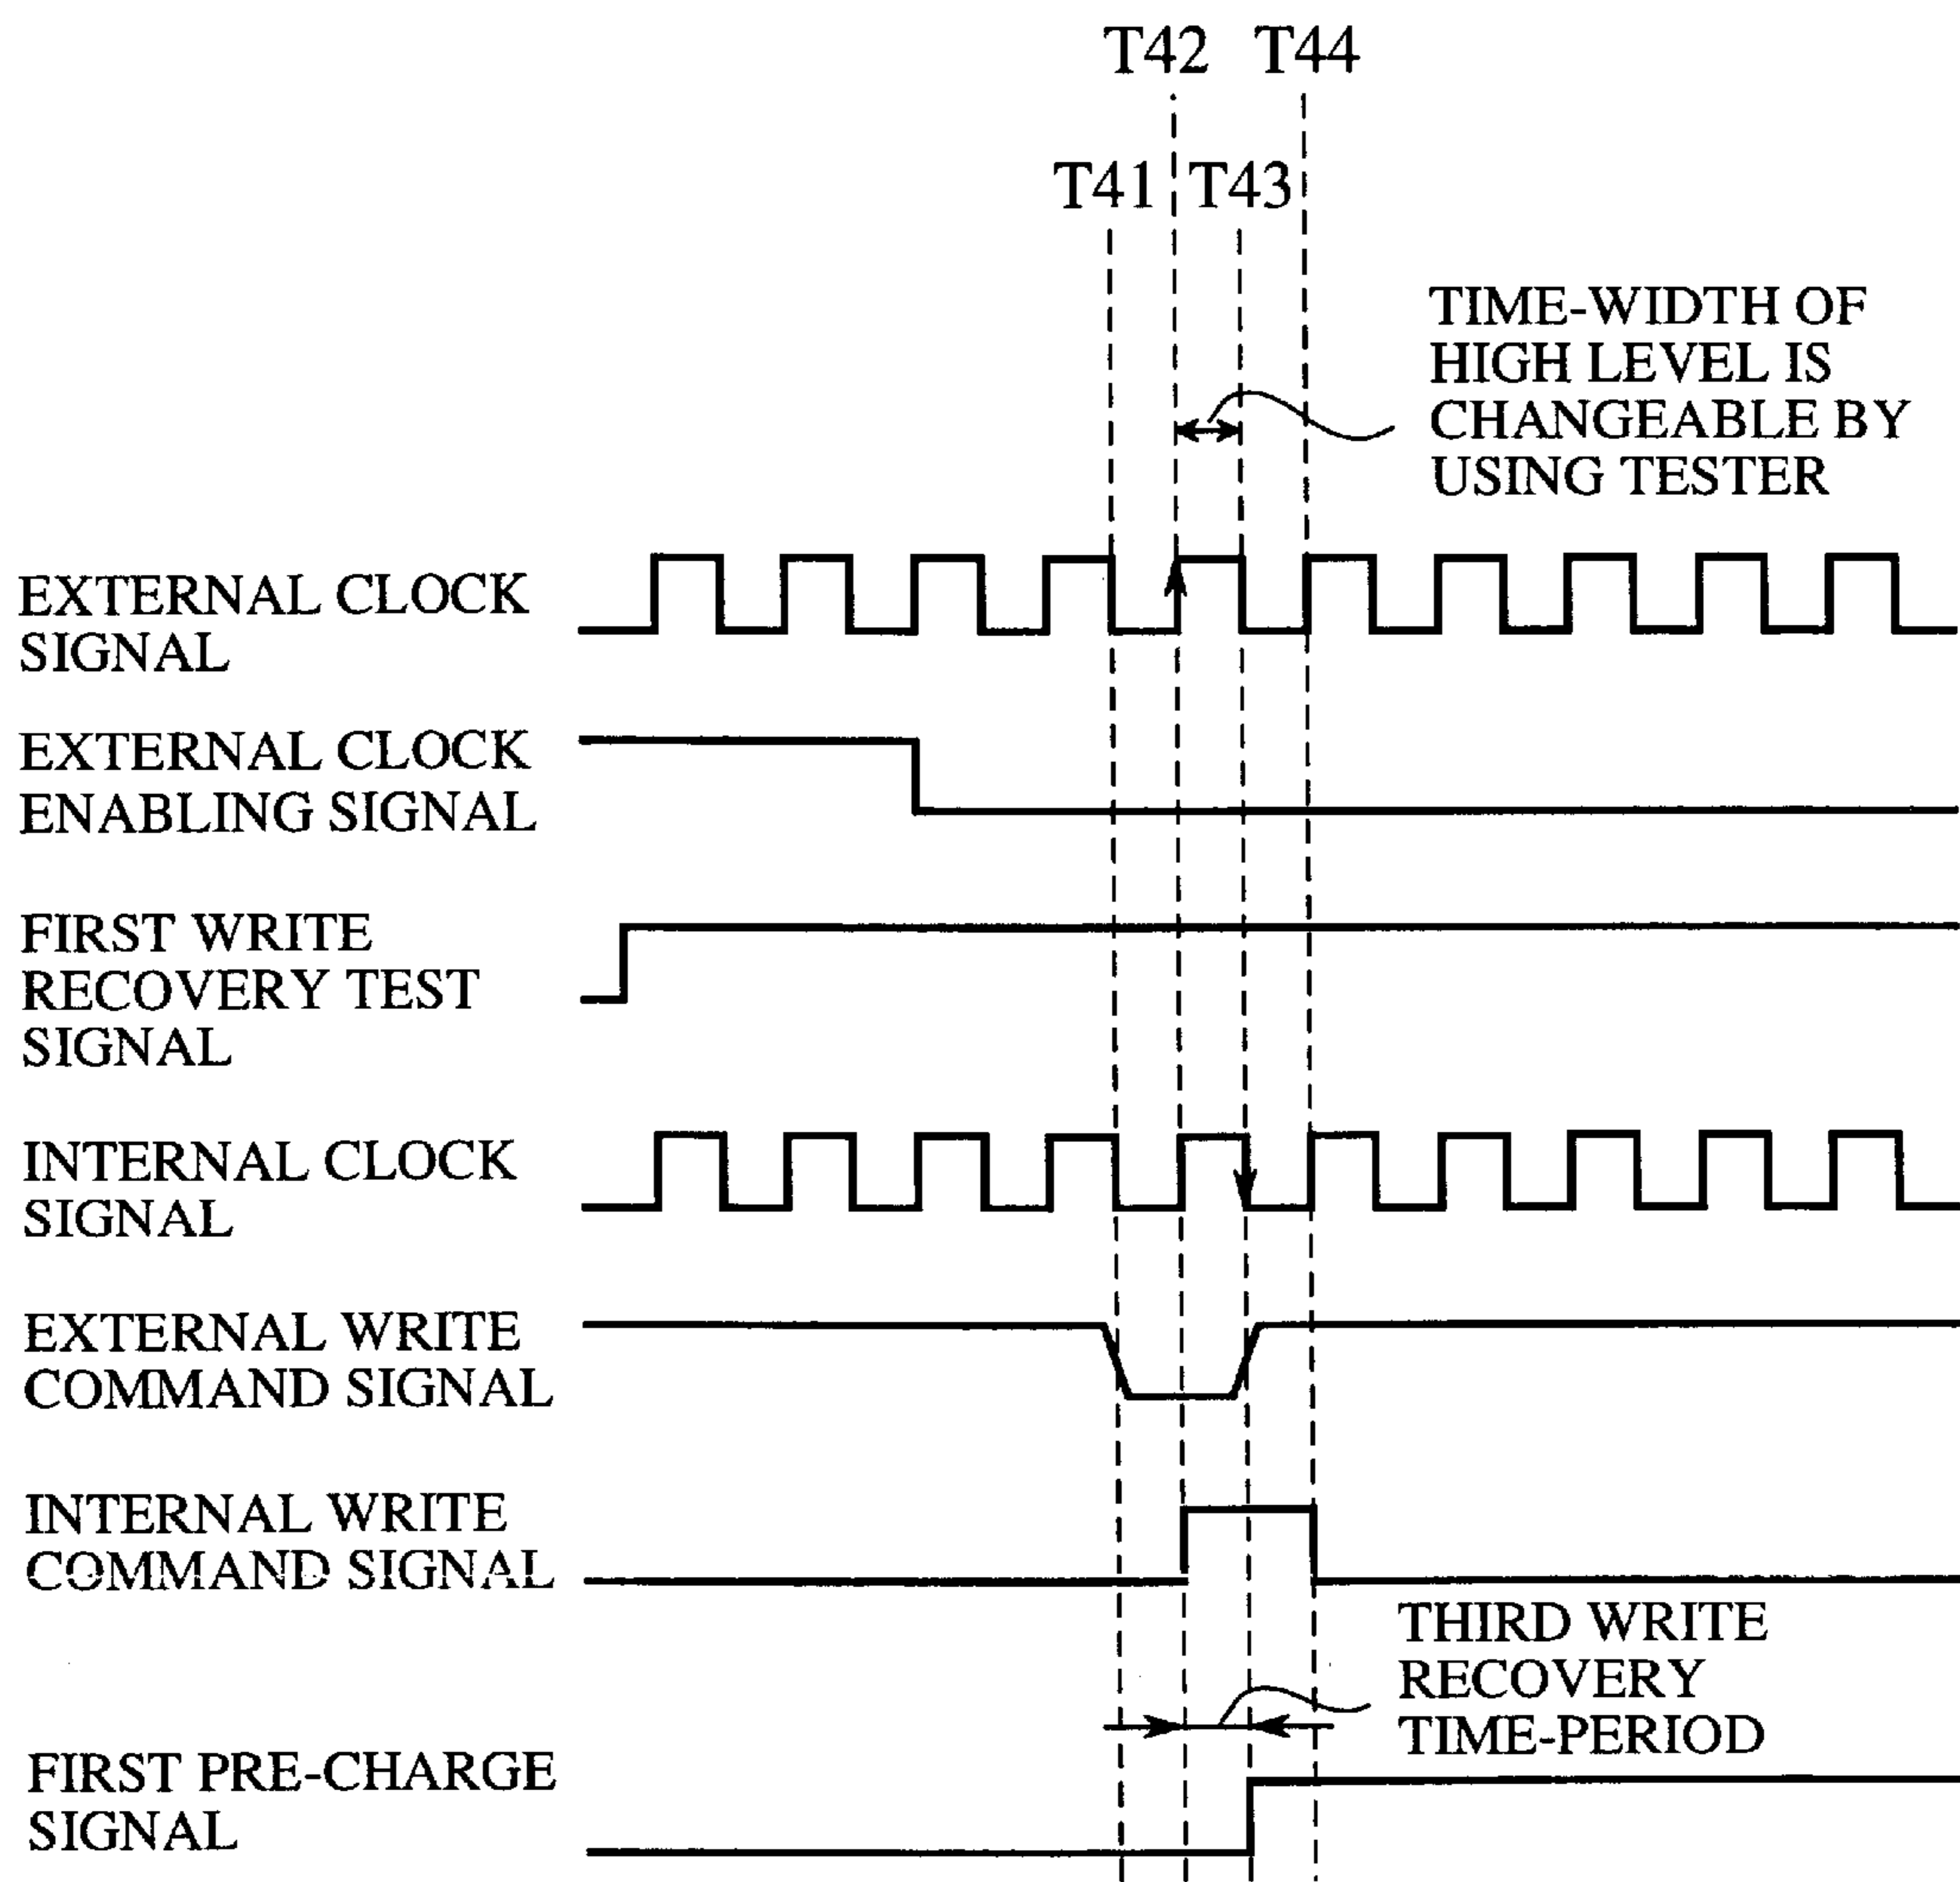 T42 T44
T41 T43
TIME-WIDTH OF
HIGH LEVEL IS
CHANGEABLE BY
USING TESTER
EXTERNAL CLOCK
SIGNAL
EXTERNAL CLOCK
ENABLING SIGNAL
FIRST WRITE
RECOVERY TEST
SIGNAL
INTERNAL CLOCK
SIGNAL
EXTERNAL WRITE
COMMAND SIGNAL
INTERNAL WRITE
COMMAND SIGNAL
THIRD WRITE
RECOVERY
TIME-PERIOD
FIRST PRE-CHARGE
SIGNAL